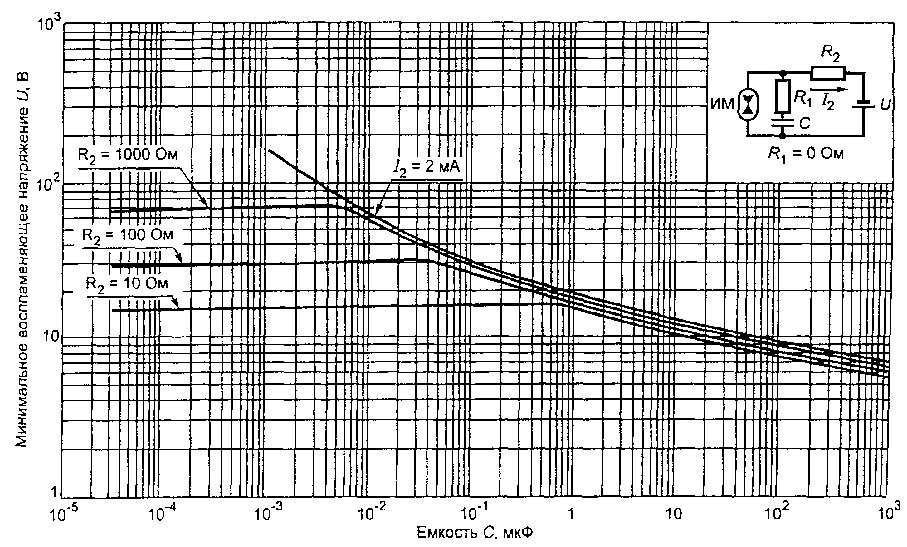 Минимальное воспаменяющее напряжение U, В
10³
10²
10
1
R₂ = 1000 Ом
R₂ = 100 Ом
R₂ = 10 Ом
I₂ = 2 мА
R₂
ИМ
R₁
I₂
U
C
R₁ = 0 Ом
10⁻⁵
10⁻⁴
10⁻³
10⁻²
10⁻¹
1
10
10²
10³
Емкость C, мкФ